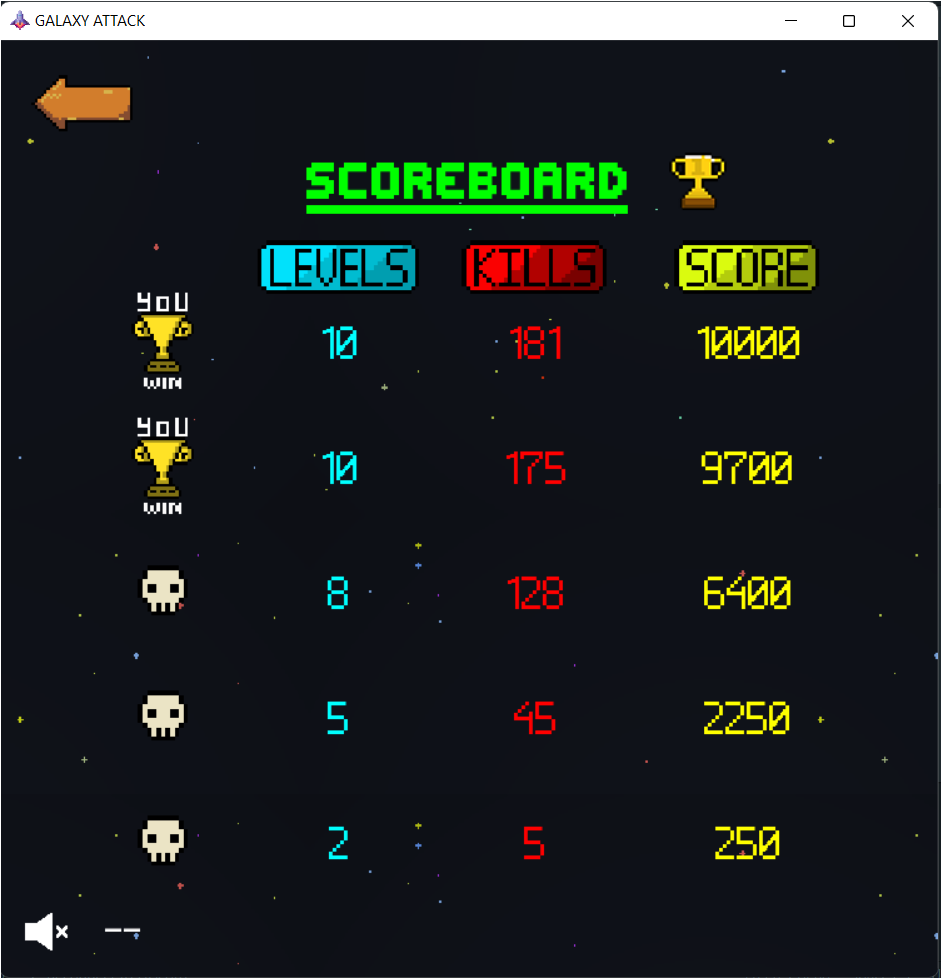 GALAXY ATTACK
SCOREBOARD
LEVELS KILLS SCORE
YOU
WIN
10 181 10000
YOU
WIN
10 175 9700
8 128 6400
5 45 2250
2 5 250